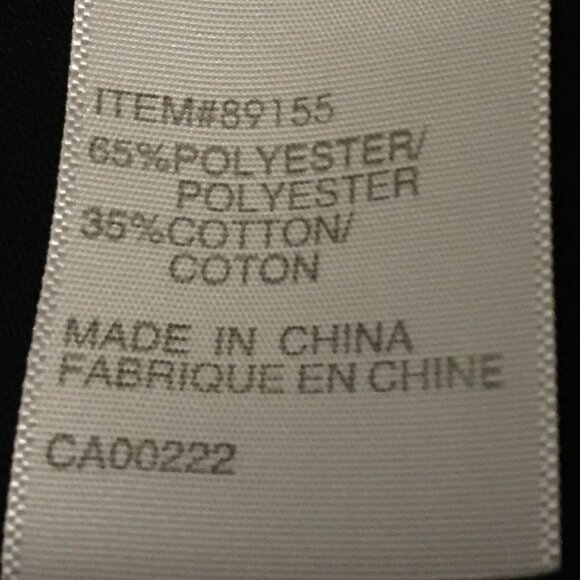 ITEM#89155
65%POLYESTER/
POLYESTER
35%COTTON/
COTON
MADE IN CHINA
FABRIQUE EN CHINE
CA00222